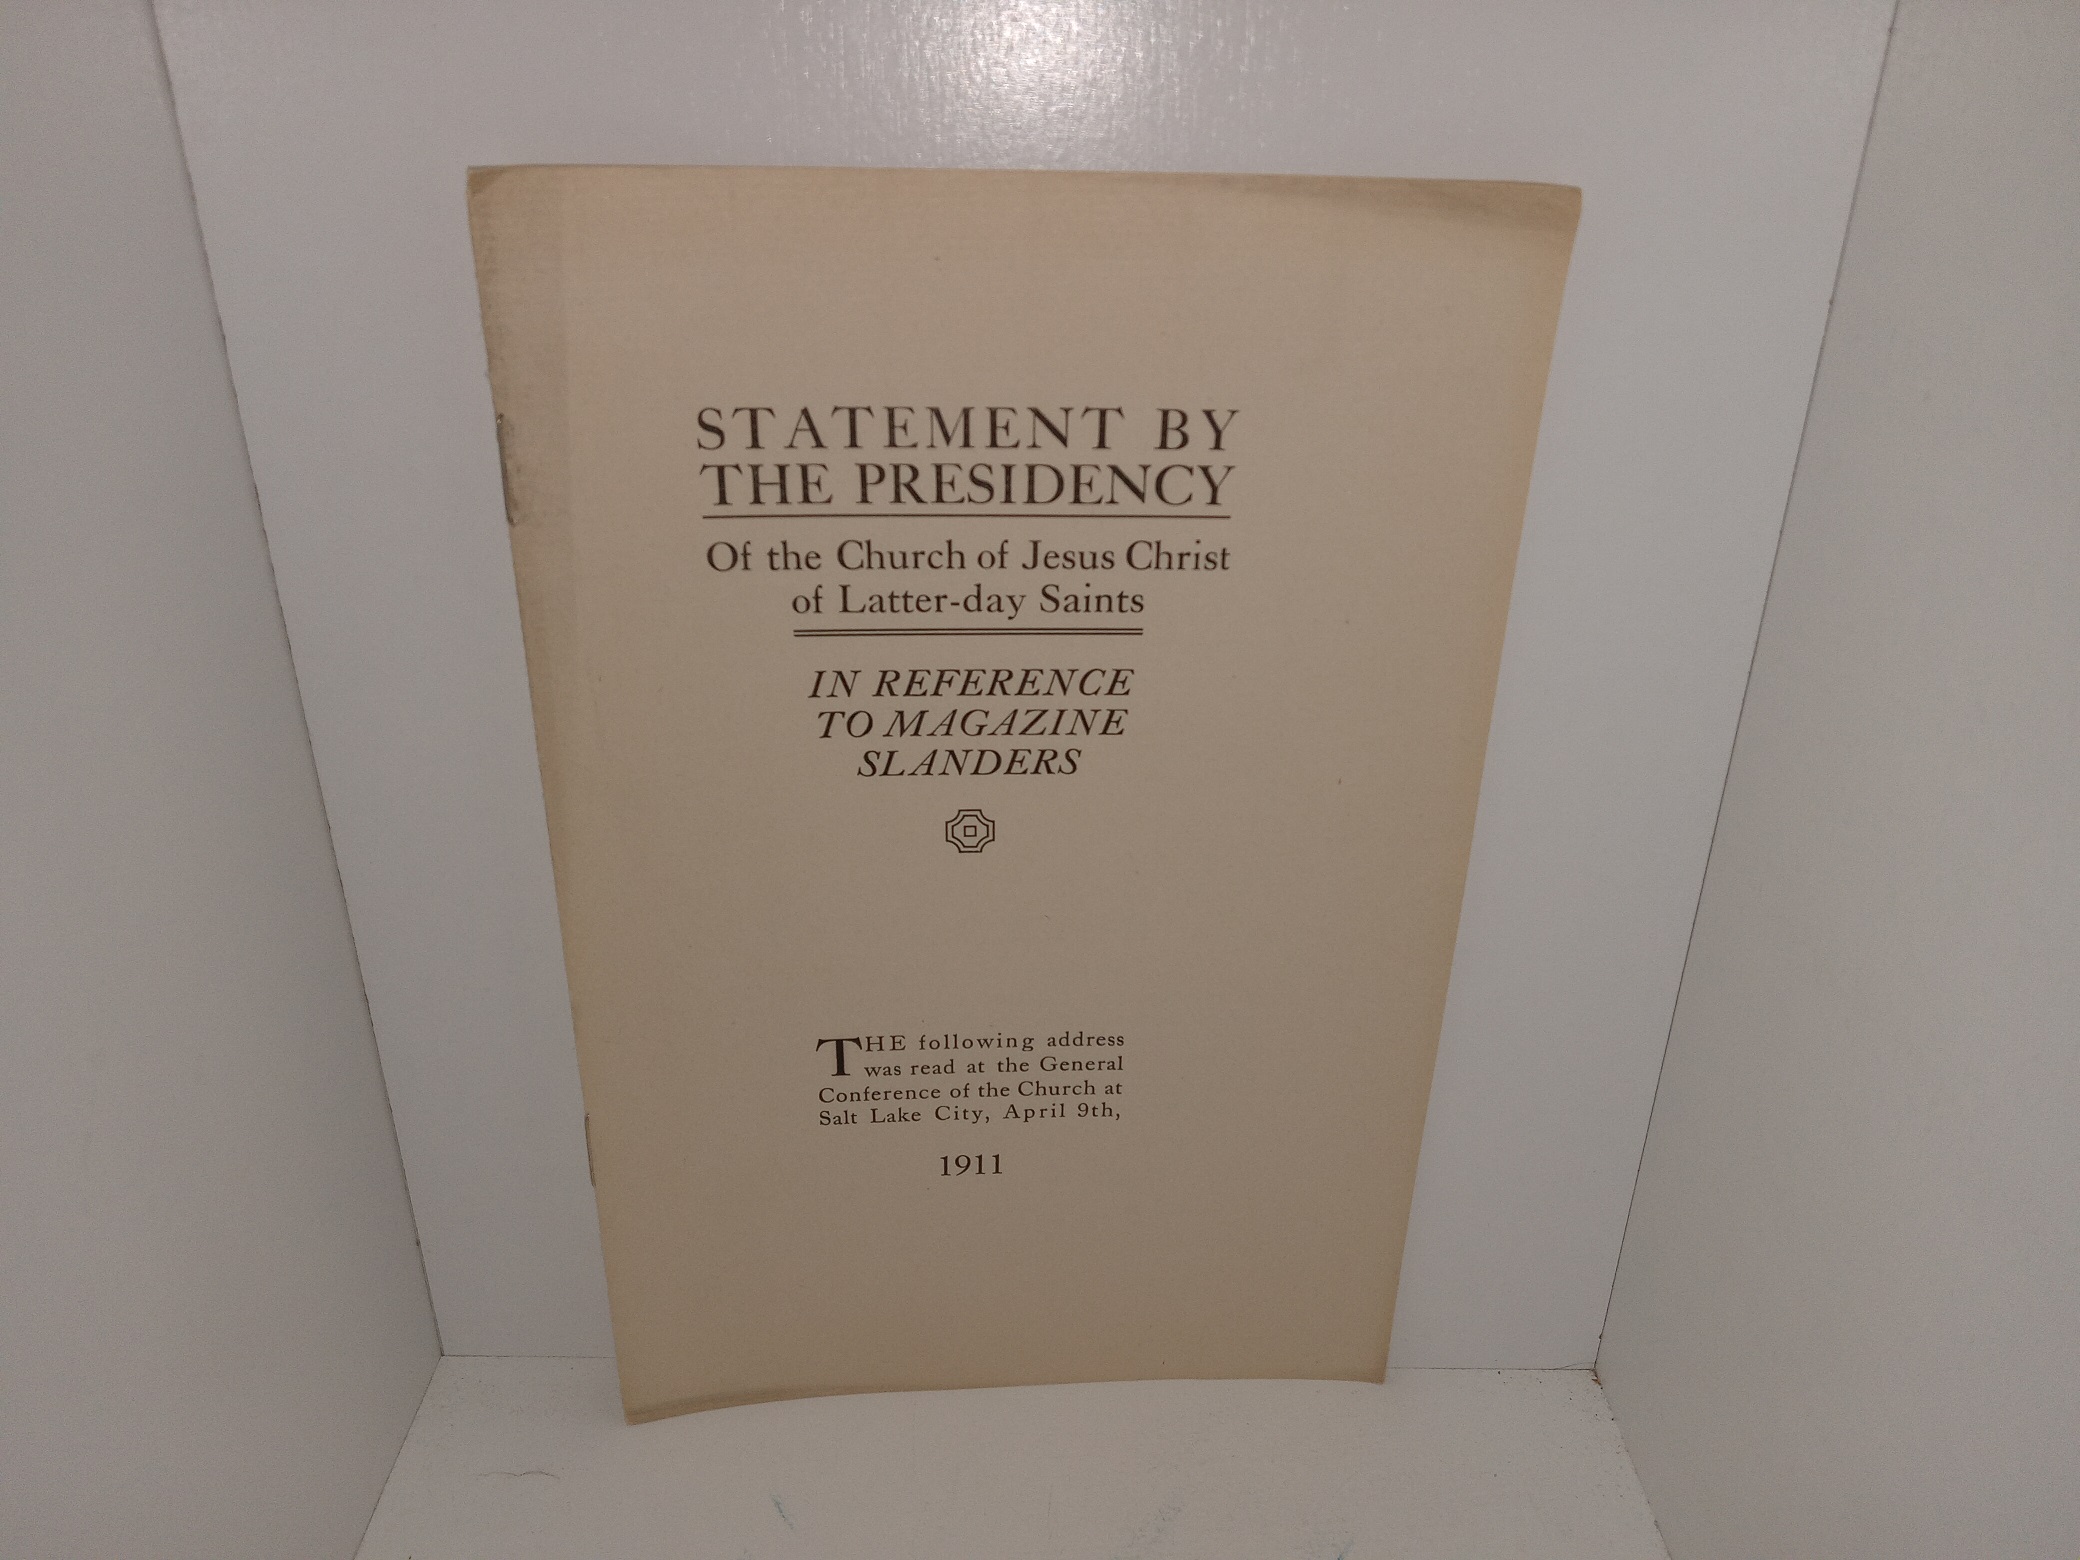 STATEMENT BY
THE PRESIDENCY
Of the Church of Jesus Christ
of Latter-day Saints
IN REFERENCE
TO MAGAZINE
SLANDERS
THE following address
was read at the General
Conference of the Church at
Salt Lake City, April 9th,
1911